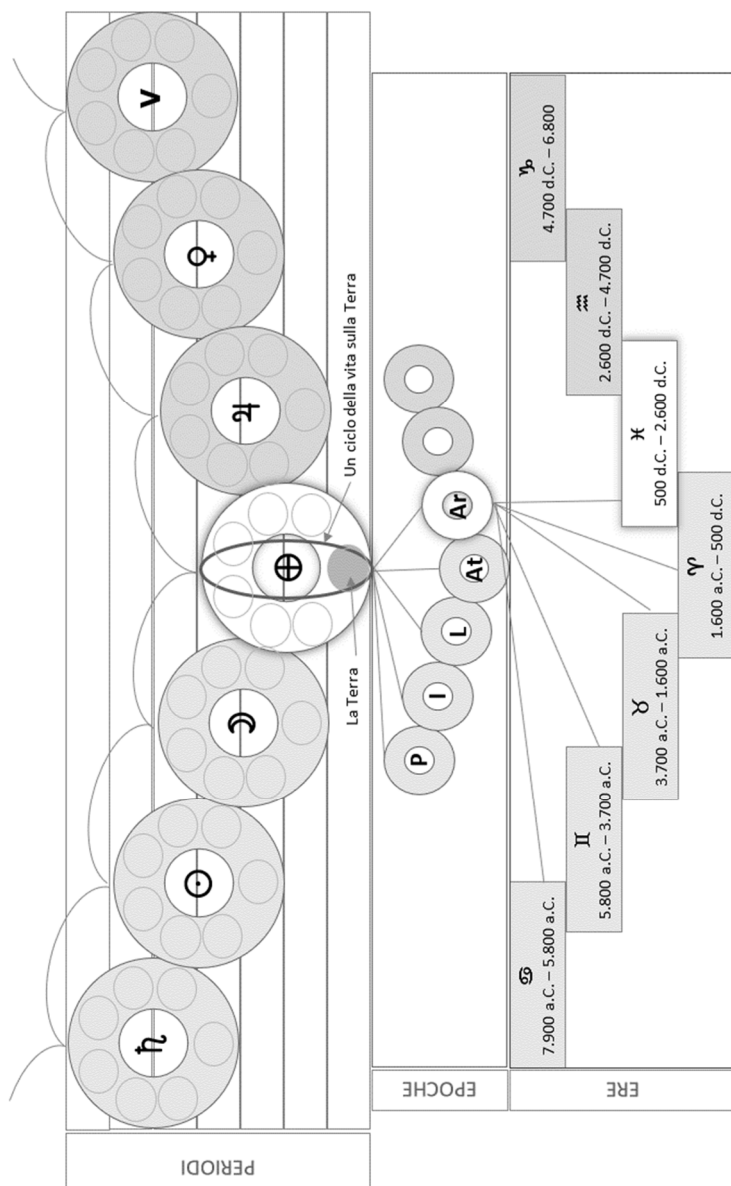 PERIODI
♄
☉
☽
⊕
♃
♀
V
La Terra
Un ciclo della vita sulla Terra
EPOCHE
P
I
L
At
Ar
ERE
♋
7.900 a.C. – 5.800 a.C.
♊
5.800 a.C. – 3.700 a.C.
♉
3.700 a.C. – 1.600 a.C.
♈
1.600 a.C. – 500 d.C.
♓
500 d.C. – 2.600 d.C.
♒
2.600 d.C. – 4.700 d.C.
♑
4.700 d.C. – 6.800